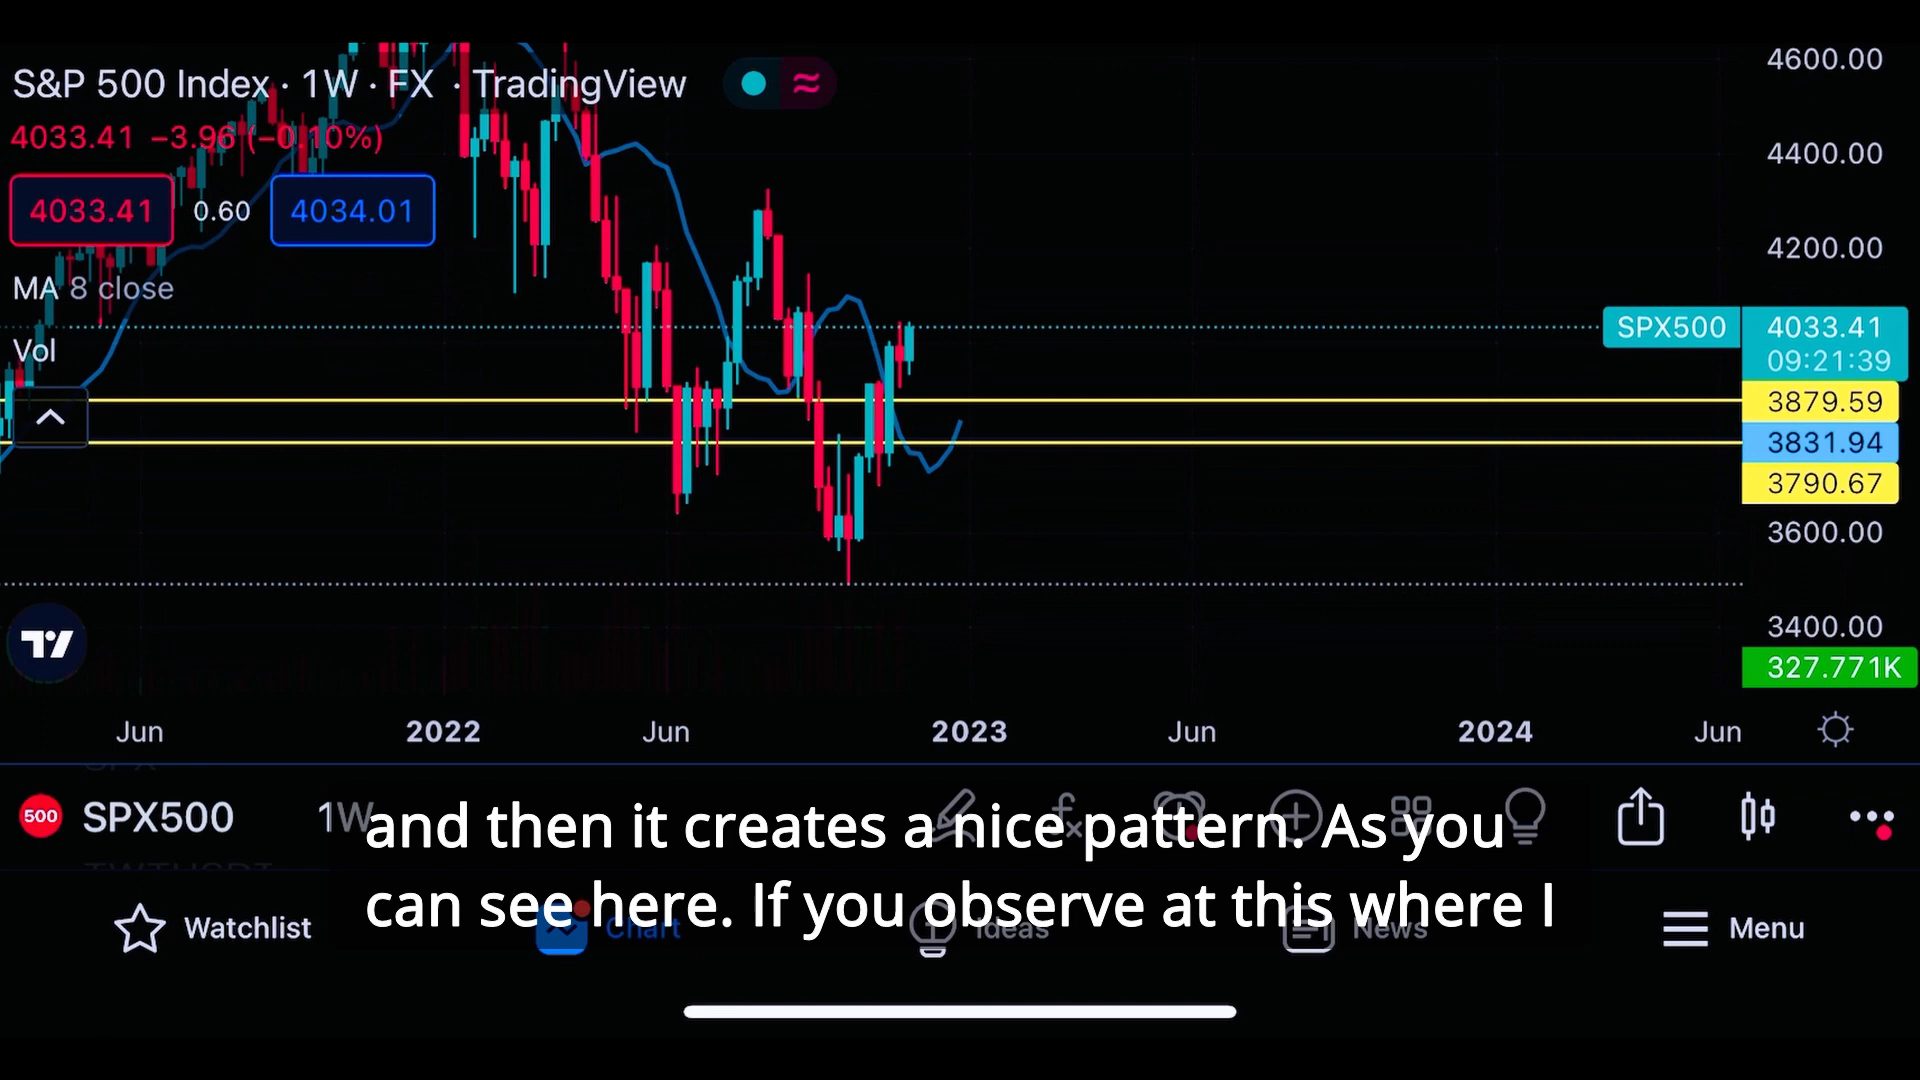 S&P 500 Index · 1W · FX · TradingView
4033.41 −3.96 (−0.10%)
4033.41 0.60 4034.01
MA 8 close
Vol
4600.00
4400.00
4200.00
SPX500 4033.41
09:21:39
3879.59
3831.94
3790.67
3600.00
3400.00
327.771K
Jun 2022 Jun 2023 Jun 2024 Jun
500 SPX500 1W
and then it creates a nice pattern. As you
can see here. If you observe at this where I
Watchlist Chart Ideas News Menu